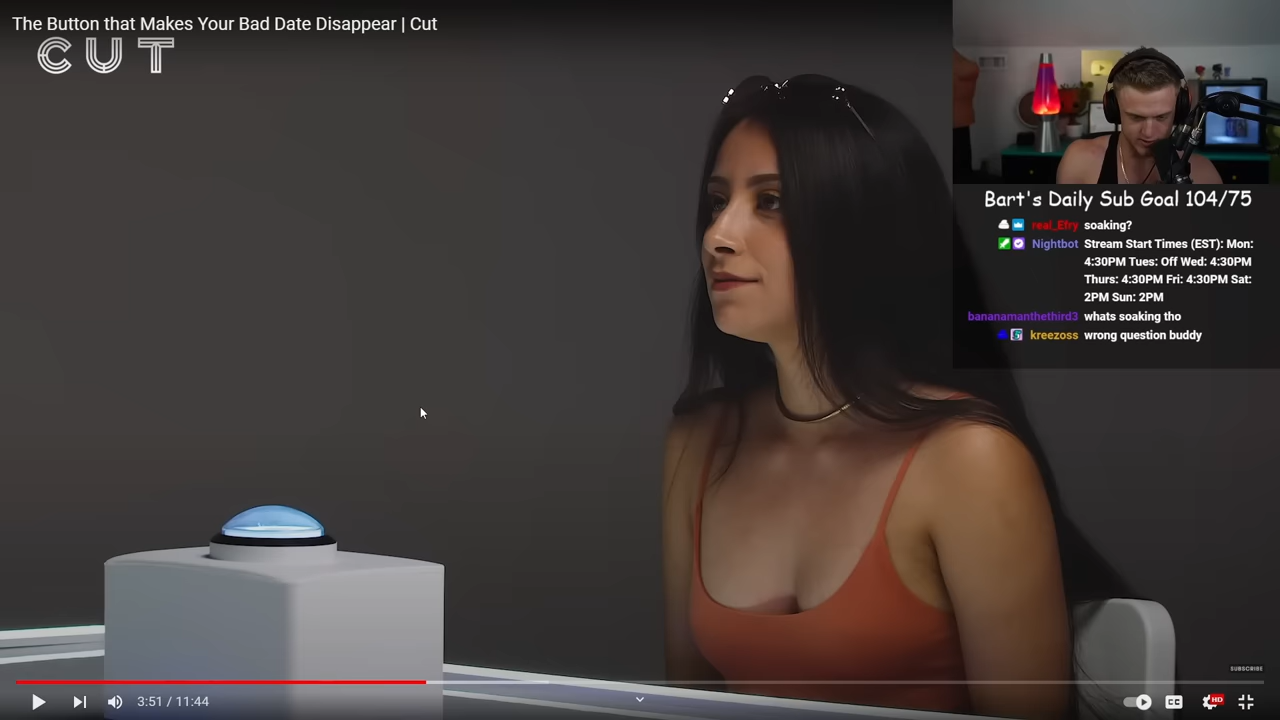 The Button that Makes Your Bad Date Disappear | Cut
CUT
Bart's Daily Sub Goal 104/75
real_Efry soaking?
Nightbot Stream Start Times (EST): Mon:
4:30PM Tues: Off Wed: 4:30PM
Thurs: 4:30PM Fri: 4:30PM Sat:
2PM Sun: 2PM
bananamanthethird3 whats soaking tho
kreezoss wrong question buddy
SUBSCRIBE
3:51 / 11:44
CC
HD